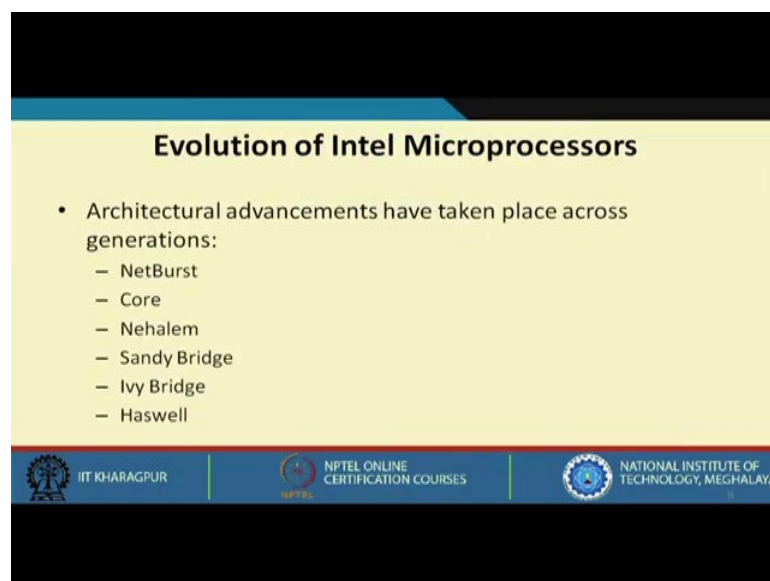 Evolution of Intel Microprocessors
• Architectural advancements have taken place across
generations:
– NetBurst
– Core
– Nehalem
– Sandy Bridge
– Ivy Bridge
– Haswell
IIT KHARAGPUR
NPTEL
NPTEL ONLINE
CERTIFICATION COURSES
NATIONAL INSTITUTE OF
TECHNOLOGY, MEGHALAYA